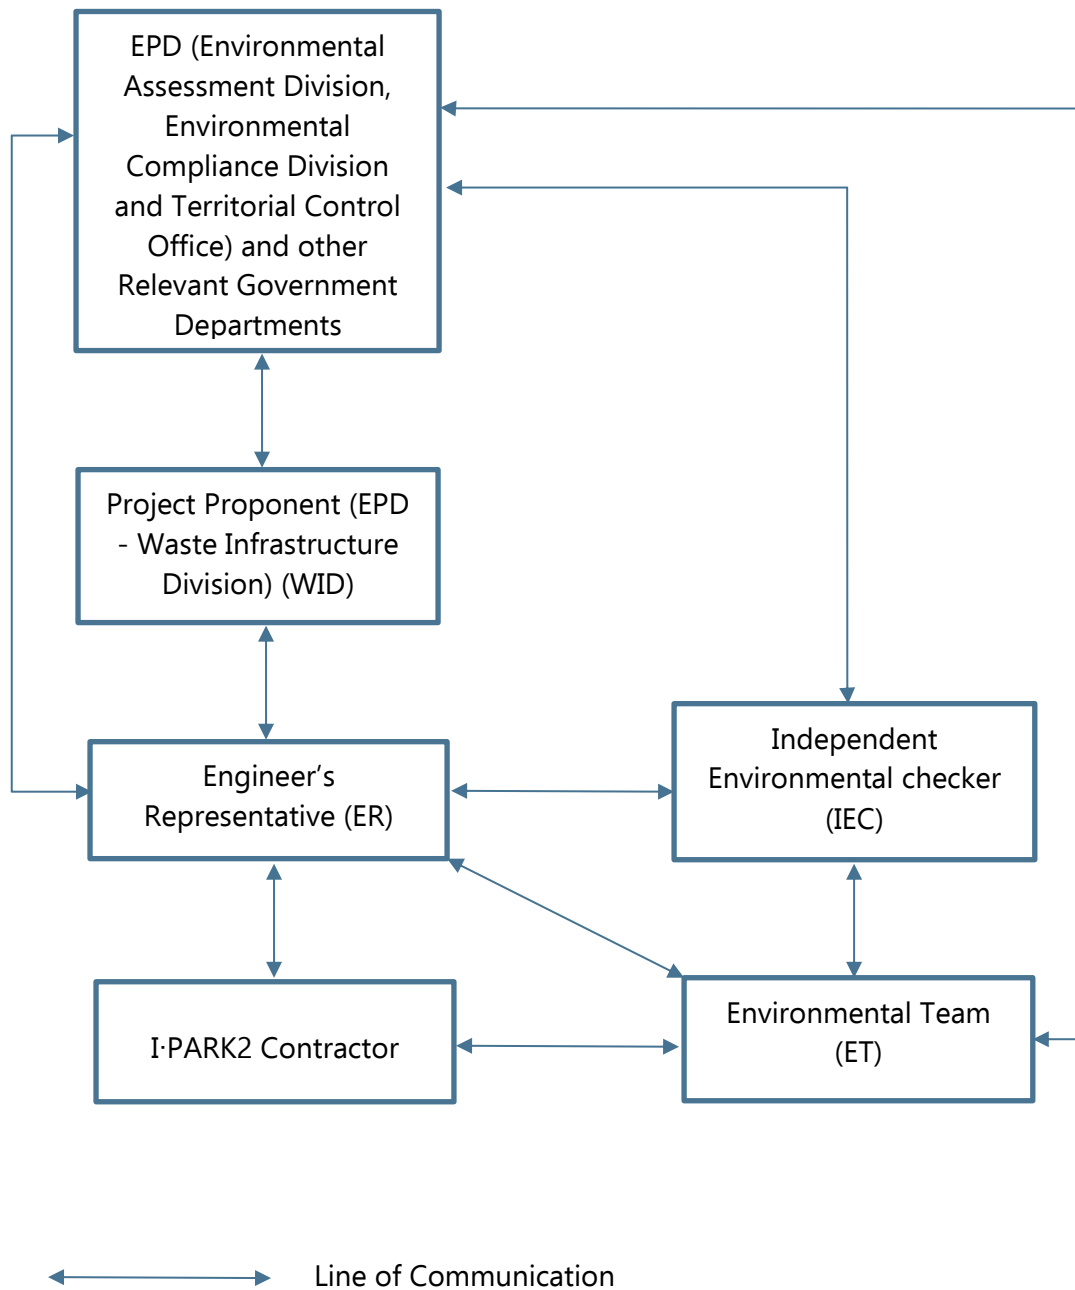 EPD (Environmental
Assessment Division,
Environmental
Compliance Division
and Territorial Control
Office) and other
Relevant Government
Departments
Project Proponent (EPD
- Waste Infrastructure
Division) (WID)
Engineer’s
Representative (ER)
Independent
Environmental checker
(IEC)
I·PARK2 Contractor
Environmental Team
(ET)
Line of Communication